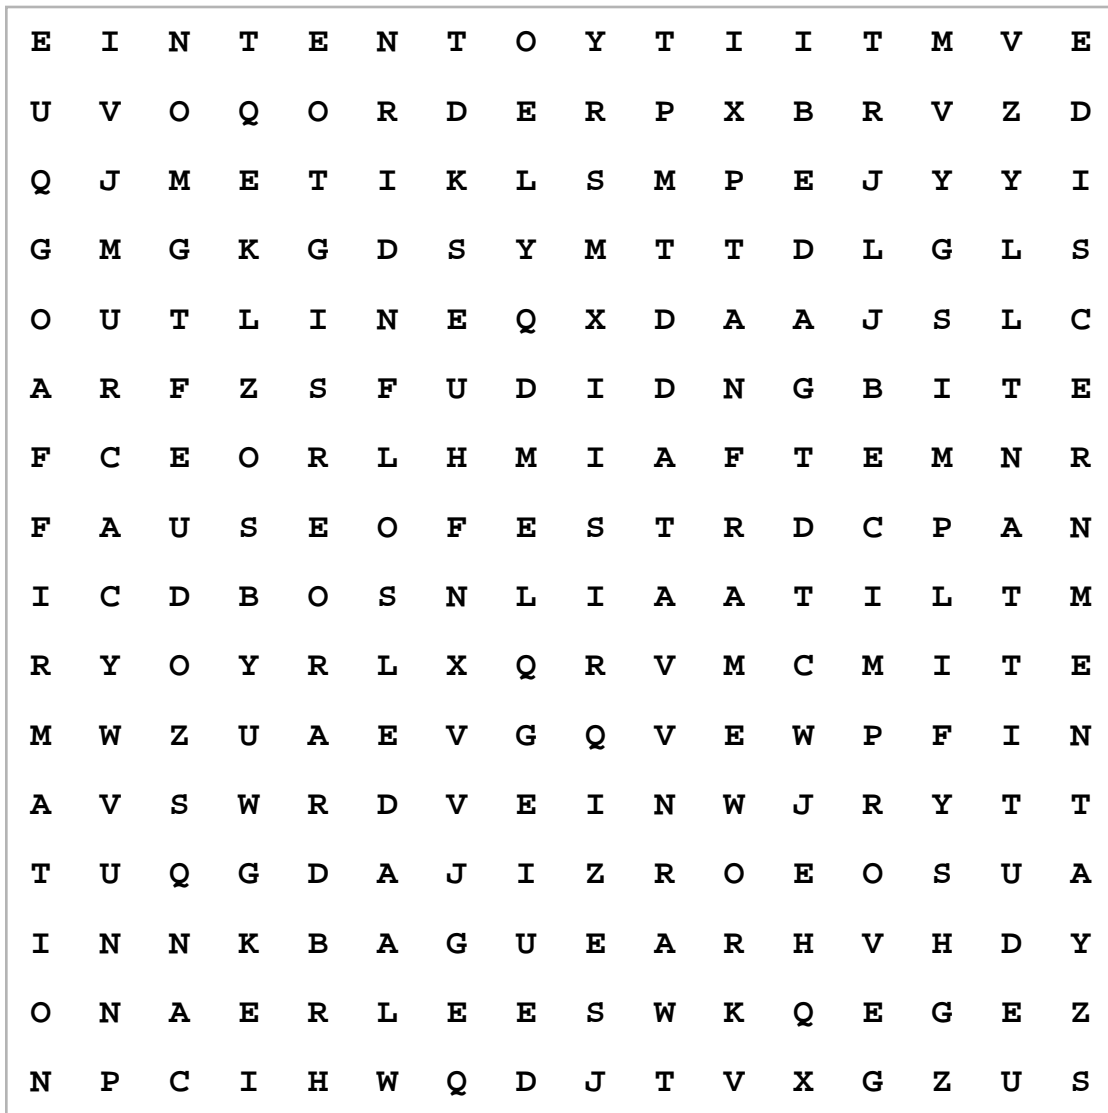 E I N T E N T O Y T I I T M V E
U V O Q O R D E R P X B R V Z D
Q J M E T I K L S M P E J Y Y I
G M G K G D S Y M T T D L G L S
O U T L I N E Q X D A A J S L C
A R F Z S F U D I D N G B I T E
F C E O R L H M I A F T E M N R
F A U S E O F E S T R D C P A N
I C D B O S N L I A A T I L T M
R Y O Y R L X Q R V M C M I T E
M W Z U A E V G Q V E W P F I N
A V S W R D V E I N W J R Y T T
T U Q G D A J I Z R O E O S U A
I N N K B A G U E A R H V H D Y
O N A E R L E E S W K Q E G E Z
N P C I H W Q D J T V X G Z U S